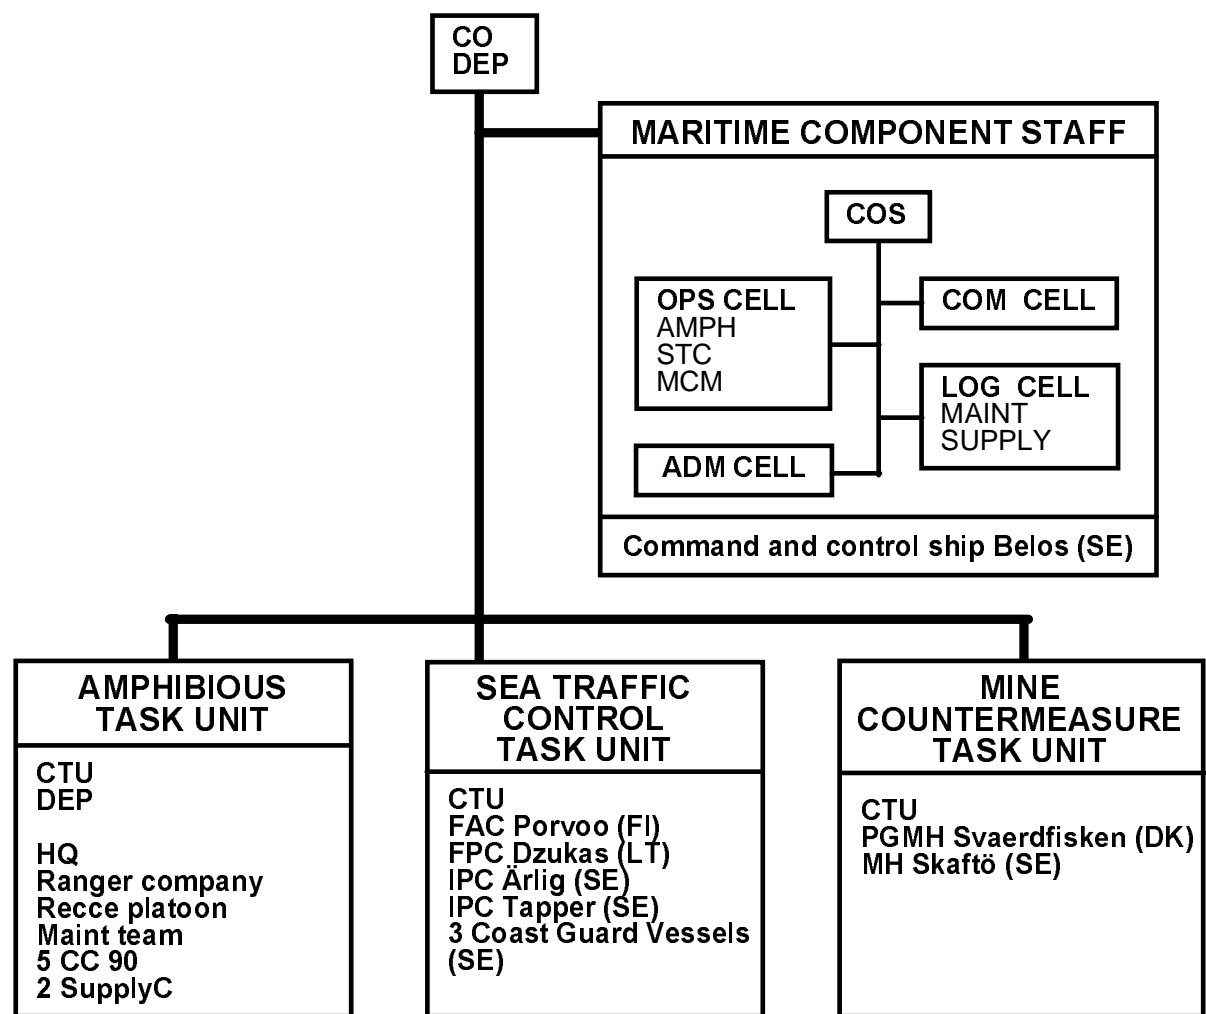 CO
DEP
MARITIME COMPONENT STAFF
COS
OPS CELL
AMPH
STC
MCM
COM CELL
LOG CELL
MAINT
SUPPLY
ADM CELL
Command and control ship Belos (SE)
AMPHIBIOUS
TASK UNIT
CTU
DEP
HQ
Ranger company
Recce platoon
Maint team
5 CC 90
2 SupplyC
SEA TRAFFIC
CONTROL
TASK UNIT
CTU
FAC Porvoo (FI)
FPC Dzukas (LT)
IPC Ärlig (SE)
IPC Tapper (SE)
3 Coast Guard Vessels
(SE)
MINE
COUNTERMEASURE
TASK UNIT
CTU
PGMH Svaerdfisken (DK)
MH Skaftö (SE)